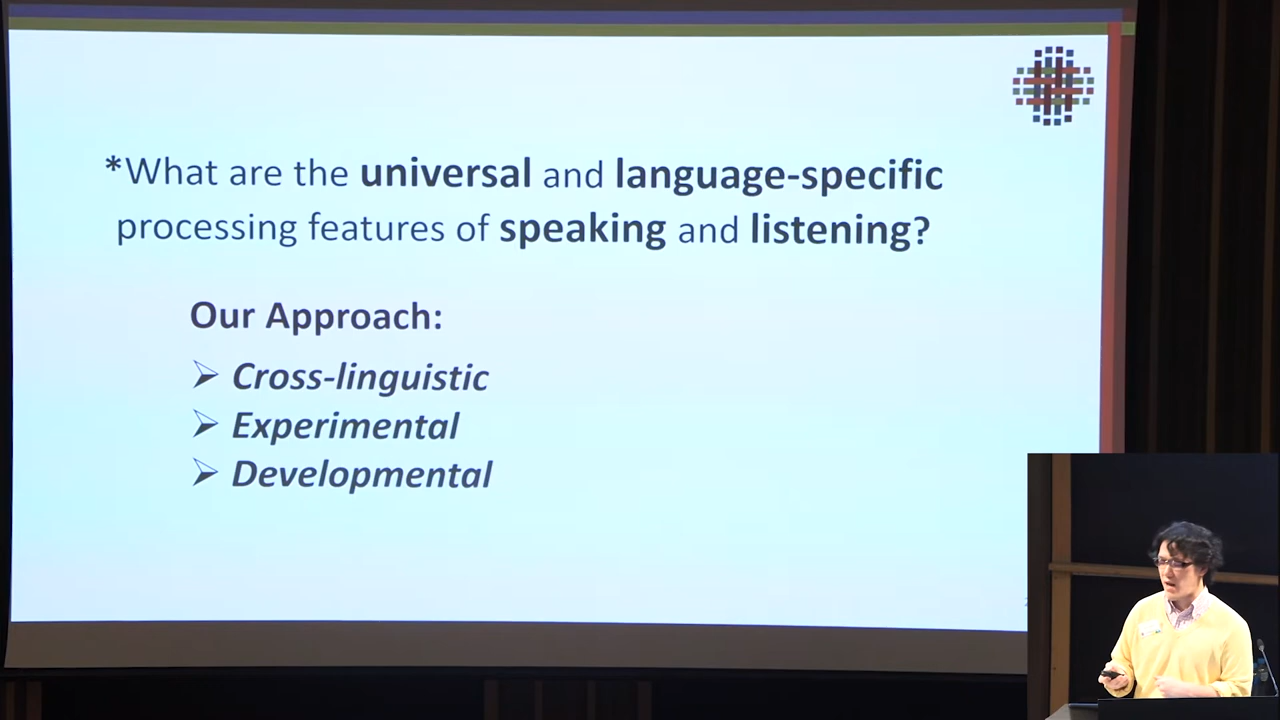 *What are the universal and language-specific
processing features of speaking and listening?
Our Approach:
➢ Cross-linguistic
➢ Experimental
➢ Developmental